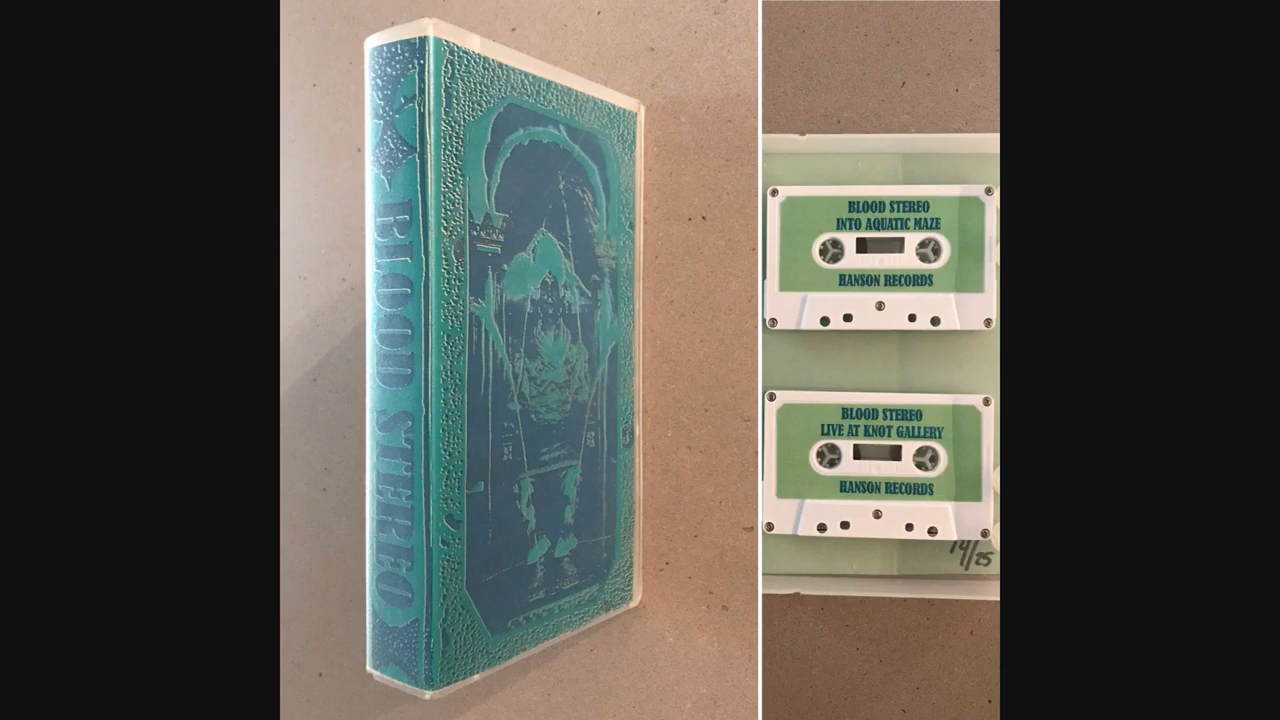 BLOOD STEREO
BLOOD STEREO
INTO AQUATIC MAZE
HANSON RECORDS
BLOOD STEREO
LIVE AT KNOT GALLERY
HANSON RECORDS
14/25